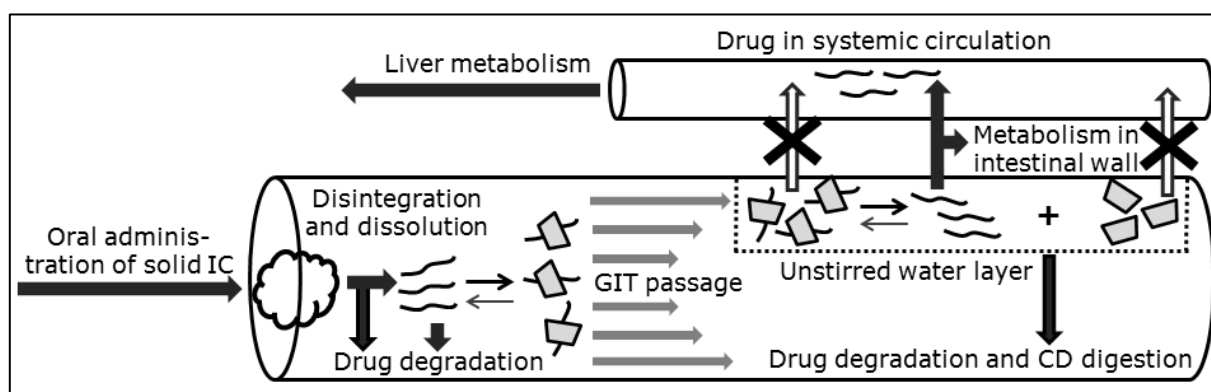 Drug in systemic circulation
Liver metabolism
Metabolism in
intestinal wall
Disintegration
and dissolution
Oral adminis-
tration of solid IC
+
Unstirred water layer
GIT passage
Drug degradation
Drug degradation and CD digestion